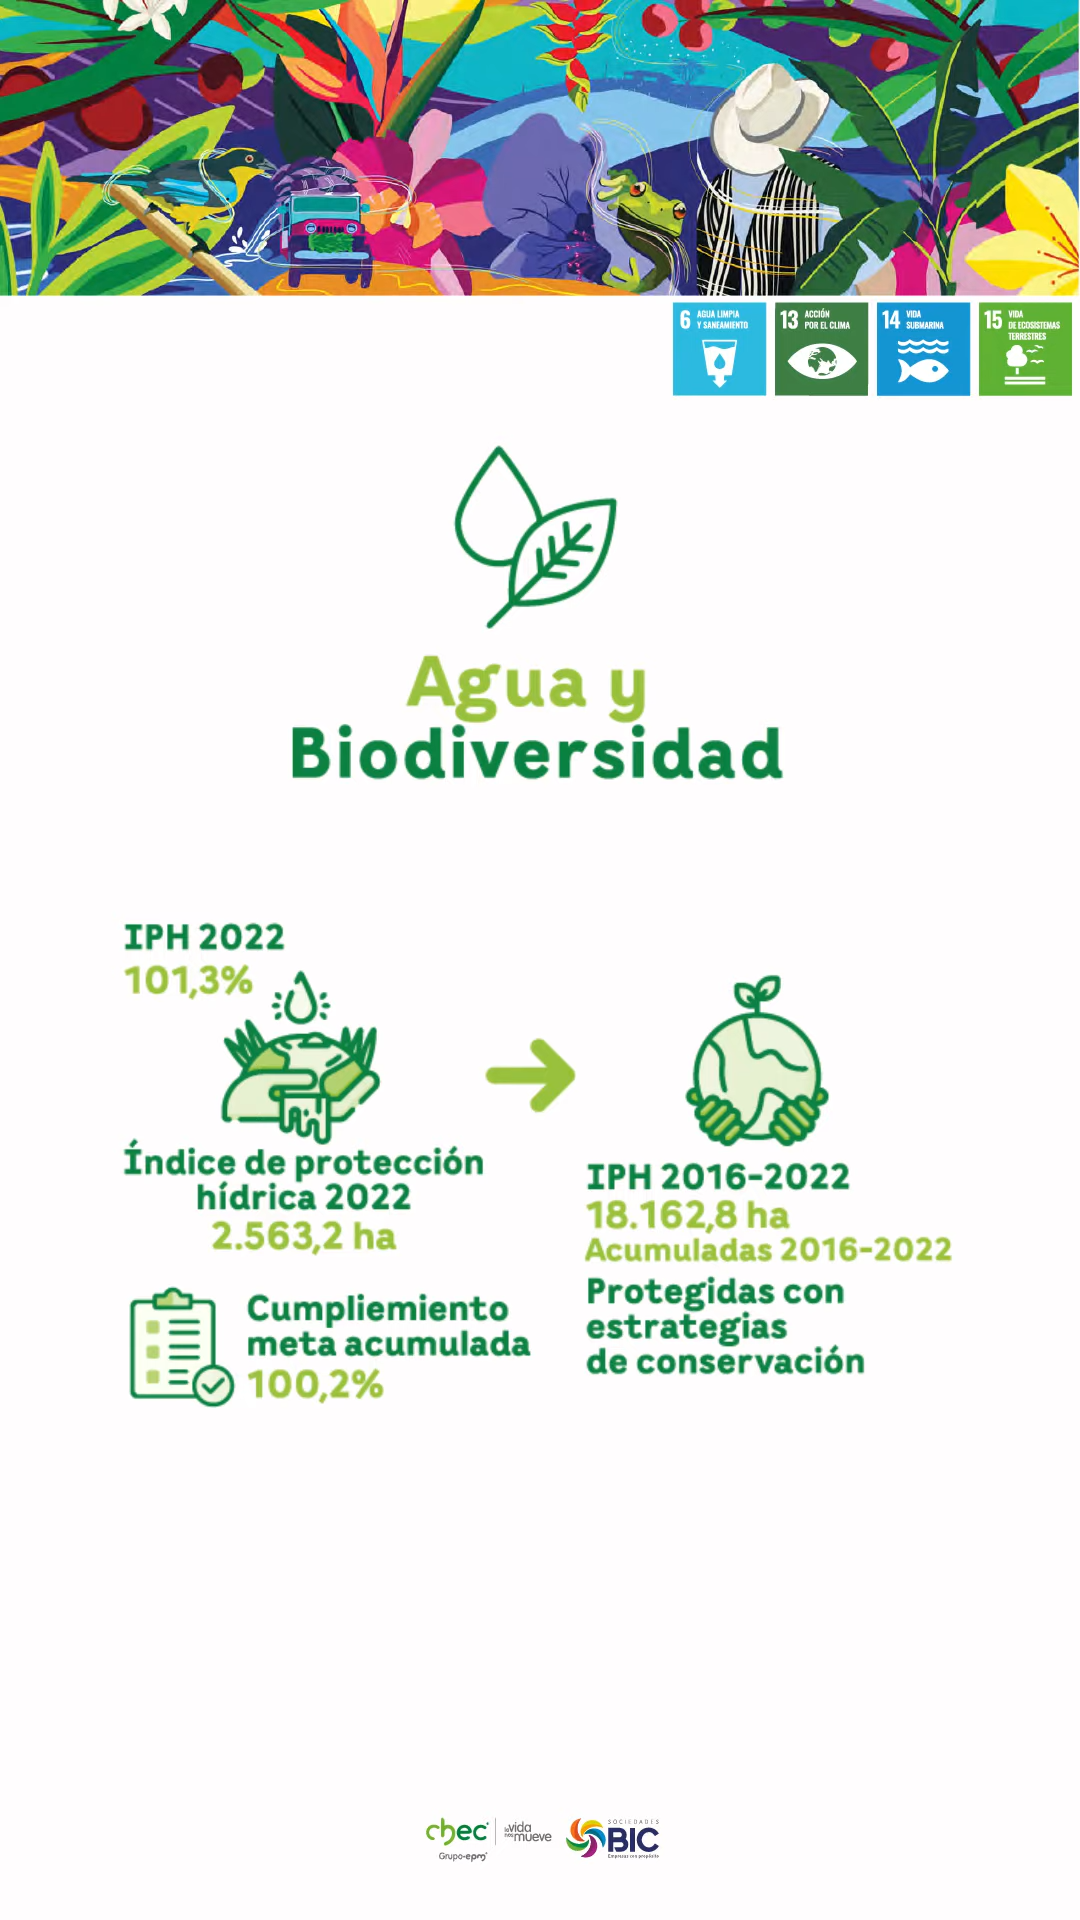 6 AGUA LIMPIA
Y SANEAMIENTO
13 ACCIÓN
POR EL CLIMA
14 VIDA
SUBMARINA
15 VIDA
DE ECOSISTEMAS
TERRESTRES
Agua y
Biodiversidad
IPH 2022
101,3%
Índice de protección
hídrica 2022
2.563,2 ha
Cumpliemiento
meta acumulada
100,2%
IPH 2016-2022
18.162,8 ha
Acumuladas 2016-2022
Protegidas con
estrategias
de conservación
chec
Grupo-epm
la vida
nos mueve
SOCIEDADES
BIC
Empresas con propósito